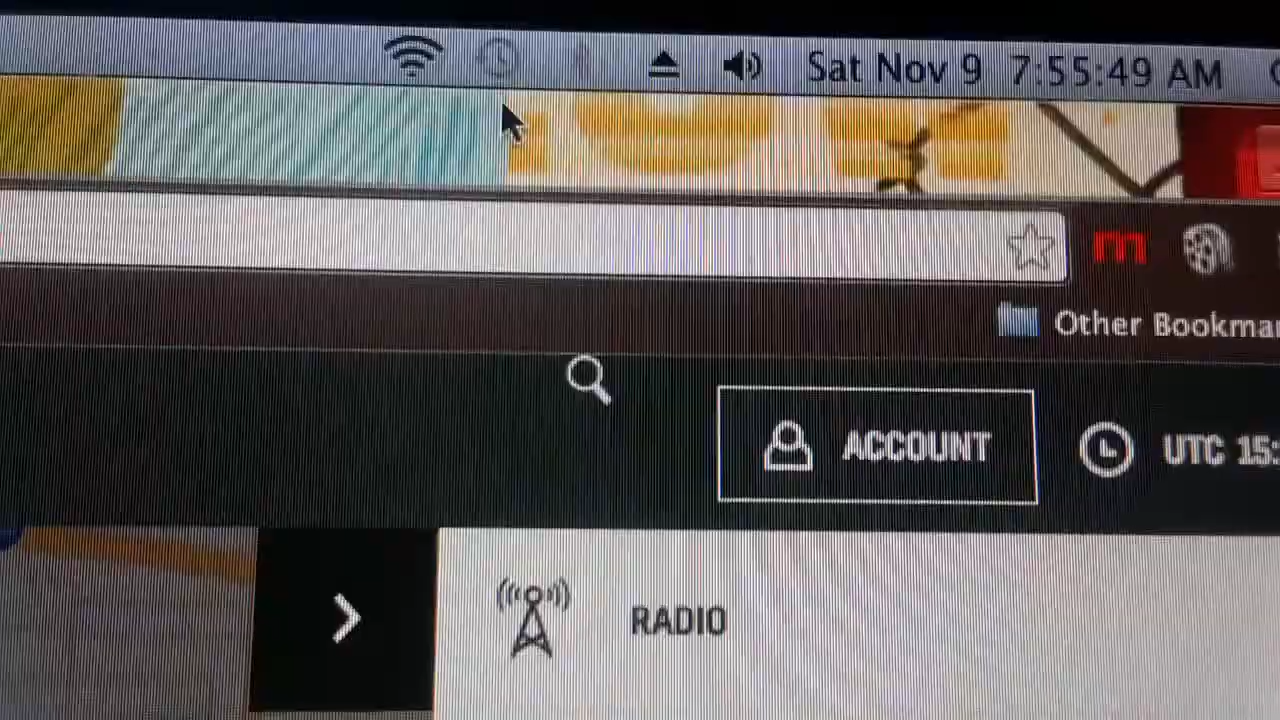 Sat Nov 9 7:55:49 AM
m
Other Bookmar
ACCOUNT
UTC 15:
RADIO